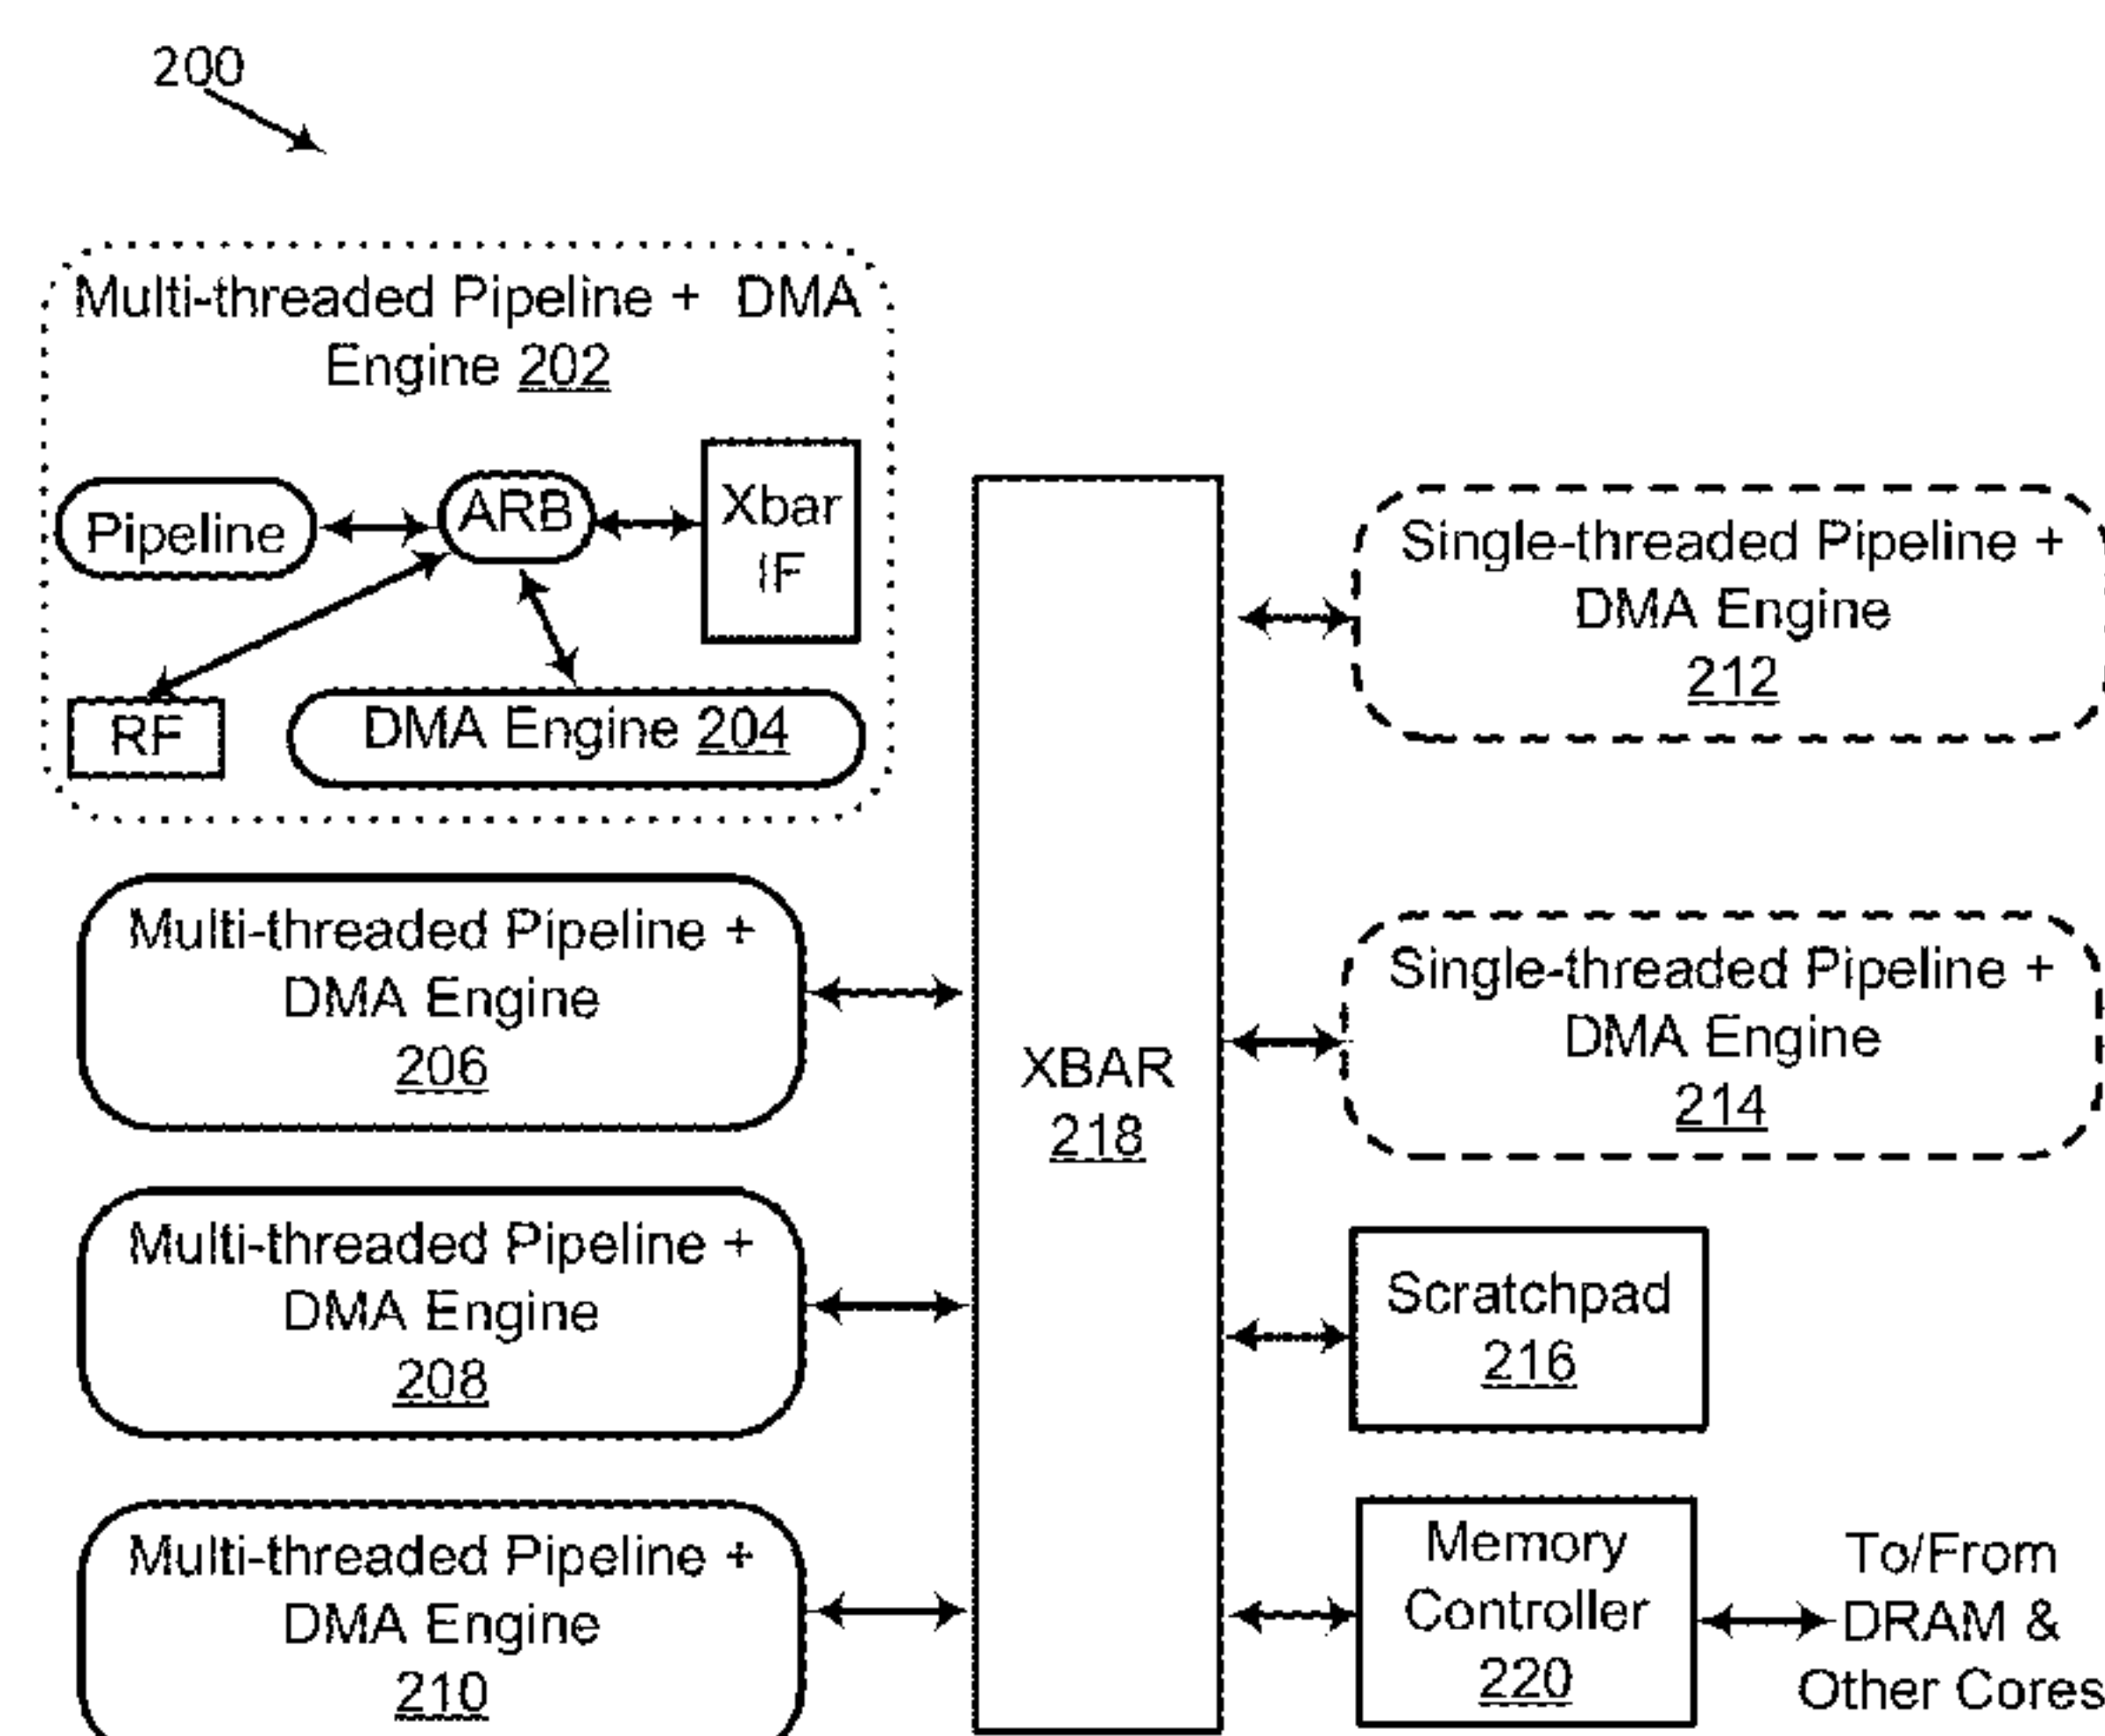 200
Multi-threaded Pipeline + DMA
Engine 202
Pipeline
ARB
Xbar
IF
RF
DMA Engine 204
Multi-threaded Pipeline +
DMA Engine
206
Multi-threaded Pipeline +
DMA Engine
208
Multi-threaded Pipeline +
DMA Engine
210
XBAR
218
Single-threaded Pipeline +
DMA Engine
212
Single-threaded Pipeline +
DMA Engine
214
Scratchpad
216
Memory
Controller
220
To/From
DRAM &
Other Cores